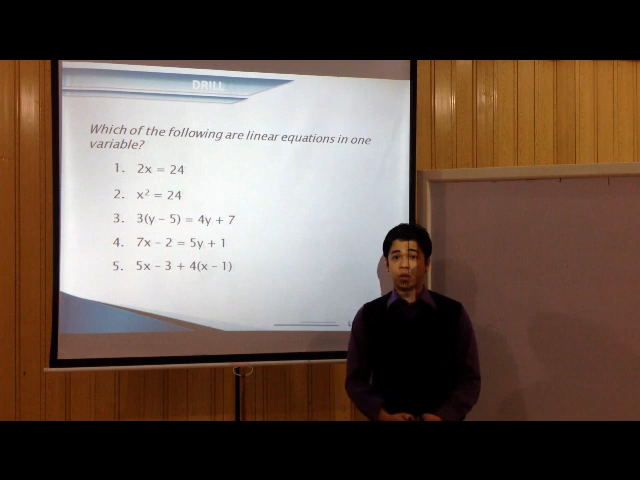 DRILL
Which of the following are linear equations in one
variable?
1. 2x = 24
2. x² = 24
3. 3(y – 5) = 4y + 7
4. 7x – 2 = 5y + 1
5. 5x – 3 + 4(x – 1)